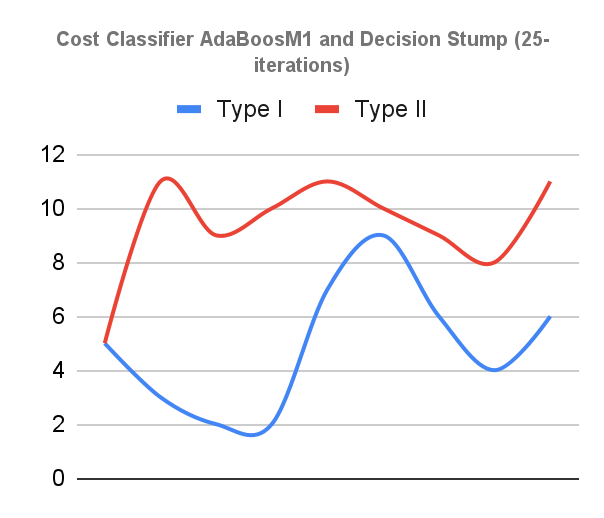 Cost Classifier AdaBoosM1 and Decision Stump (25-
iterations)
Type I Type II
12
10
8
6
4
2
0